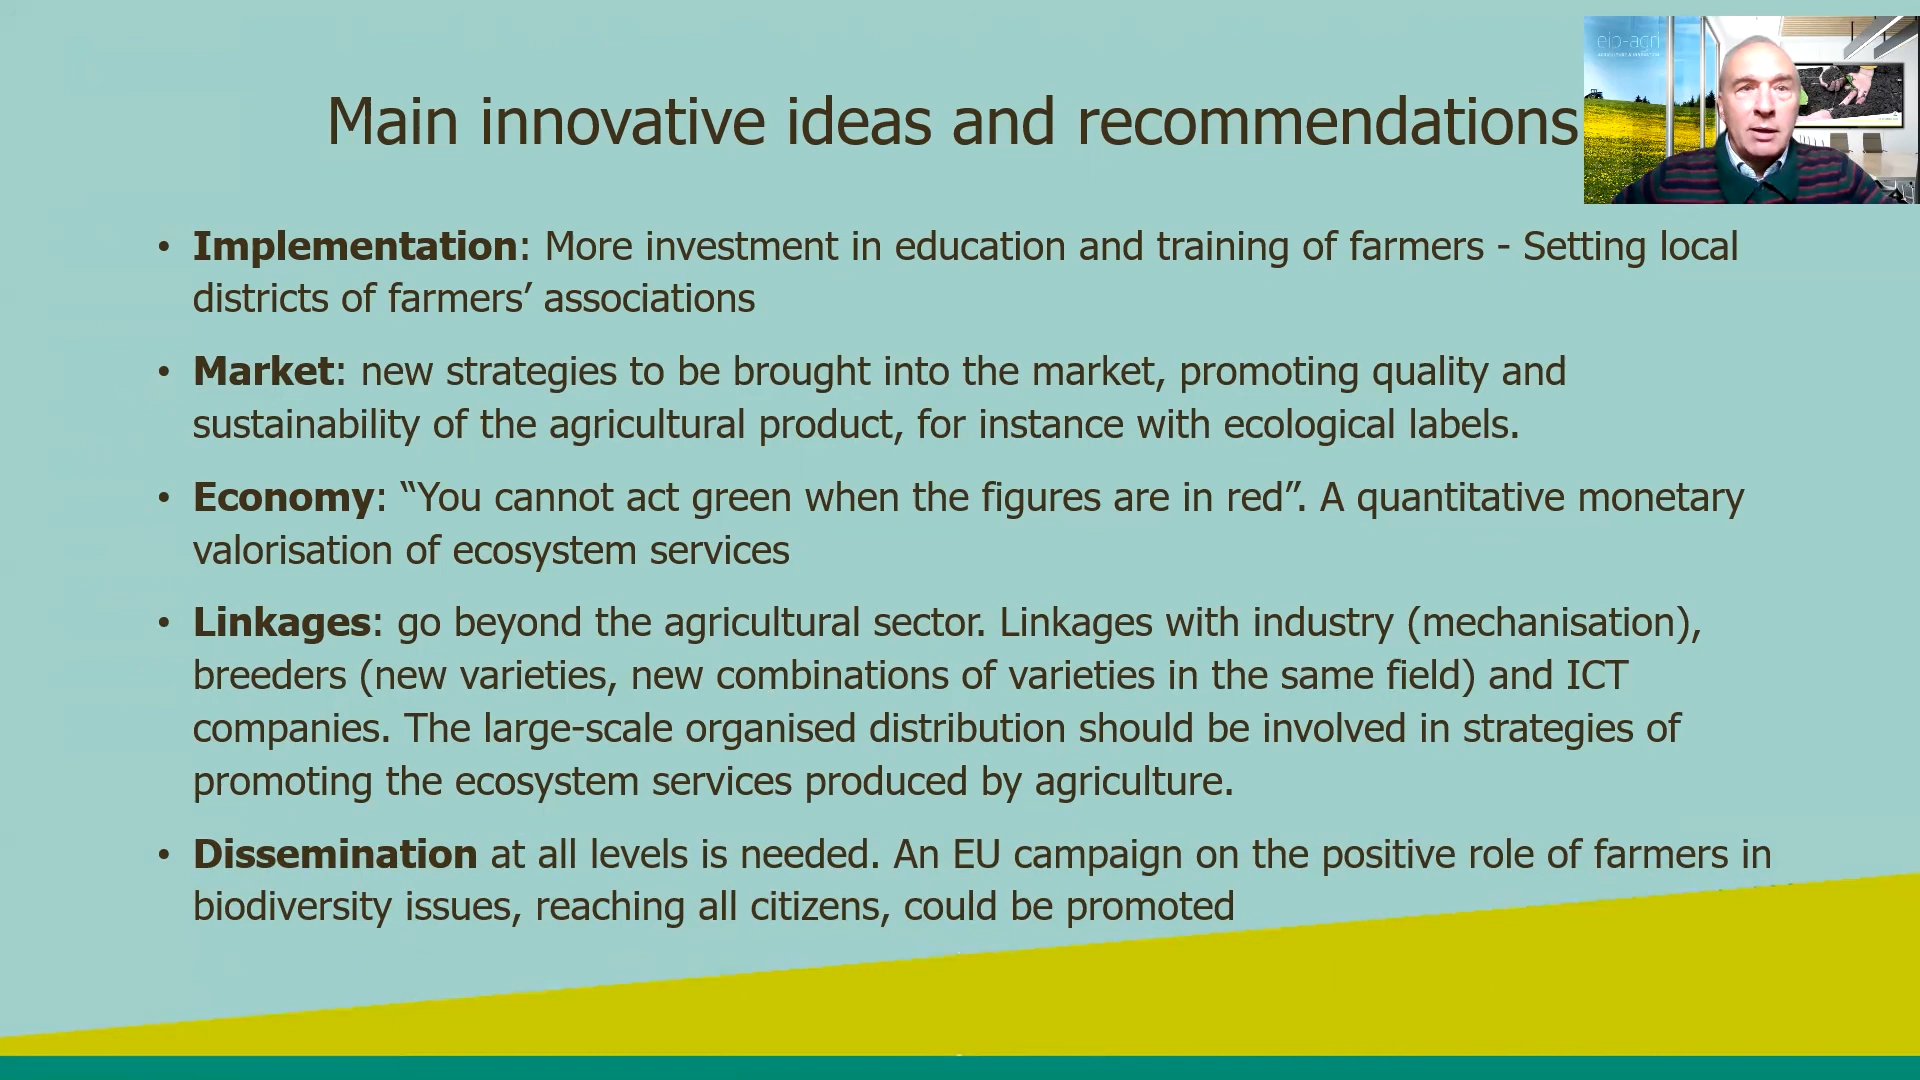 eip-agri
Main innovative ideas and recommendations
• Implementation: More investment in education and training of farmers - Setting local
districts of farmers’ associations
• Market: new strategies to be brought into the market, promoting quality and
sustainability of the agricultural product, for instance with ecological labels.
• Economy: “You cannot act green when the figures are in red”. A quantitative monetary
valorisation of ecosystem services
• Linkages: go beyond the agricultural sector. Linkages with industry (mechanisation),
breeders (new varieties, new combinations of varieties in the same field) and ICT
companies. The large-scale organised distribution should be involved in strategies of
promoting the ecosystem services produced by agriculture.
• Dissemination at all levels is needed. An EU campaign on the positive role of farmers in
biodiversity issues, reaching all citizens, could be promoted